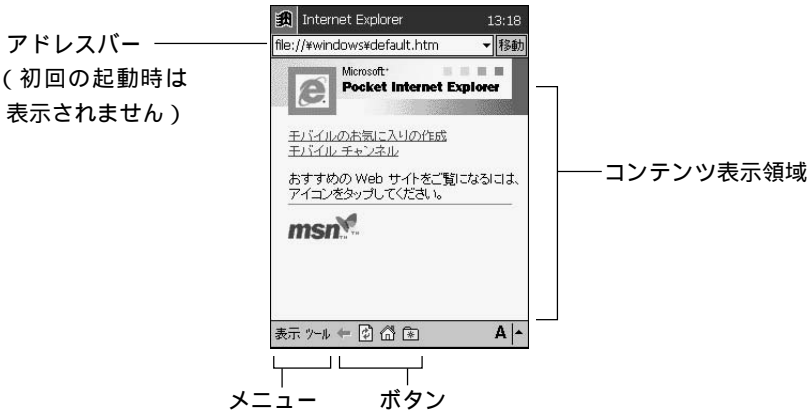 Internet Explorer 13:18
file://¥windows¥default.htm 移動
アドレスバー
(初回の起動時は
表示されません)
Microsoft
Pocket Internet Explorer
モバイルのお気に入りの作成
モバイル チャンネル
おすすめの Web サイトをご覧になるには、
アイコンをタップしてください。
msn
コンテンツ表示領域
表示 ツール A
メニュー
ボタン